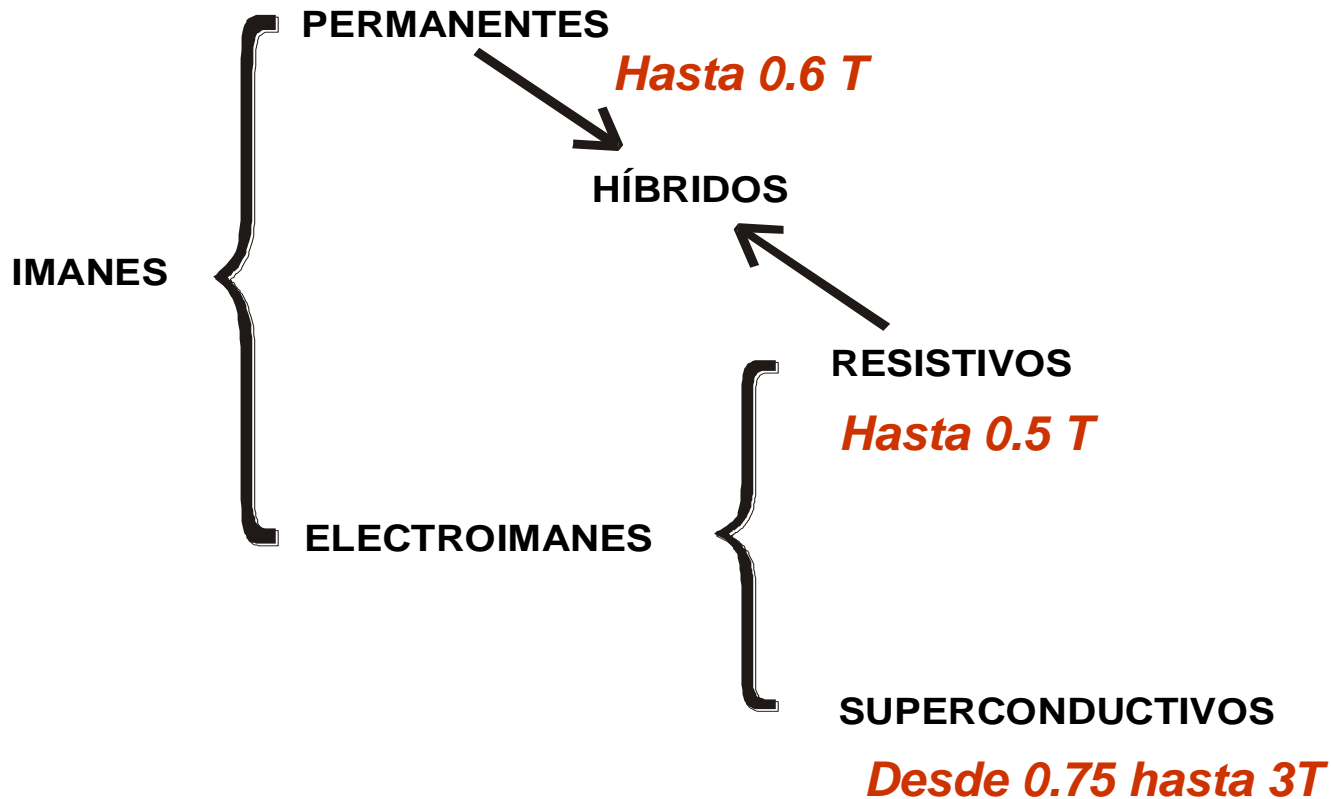 PERMANENTES
Hasta 0.6 T
HÍBRIDOS
IMANES
RESISTIVOS
Hasta 0.5 T
ELECTROIMANES
SUPERCONDUCTIVOS
Desde 0.75 hasta 3T